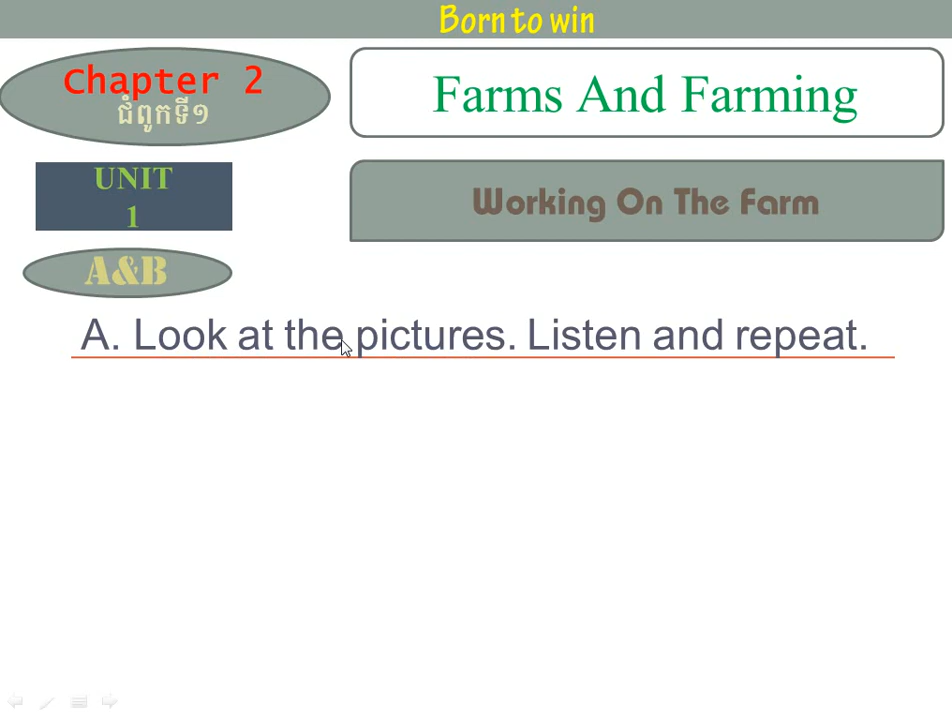 Born to win
Chapter 2
ជំពូកទី១
Farms And Farming
UNIT
1
Working On The Farm
A&B
A. Look at the pictures. Listen and repeat.